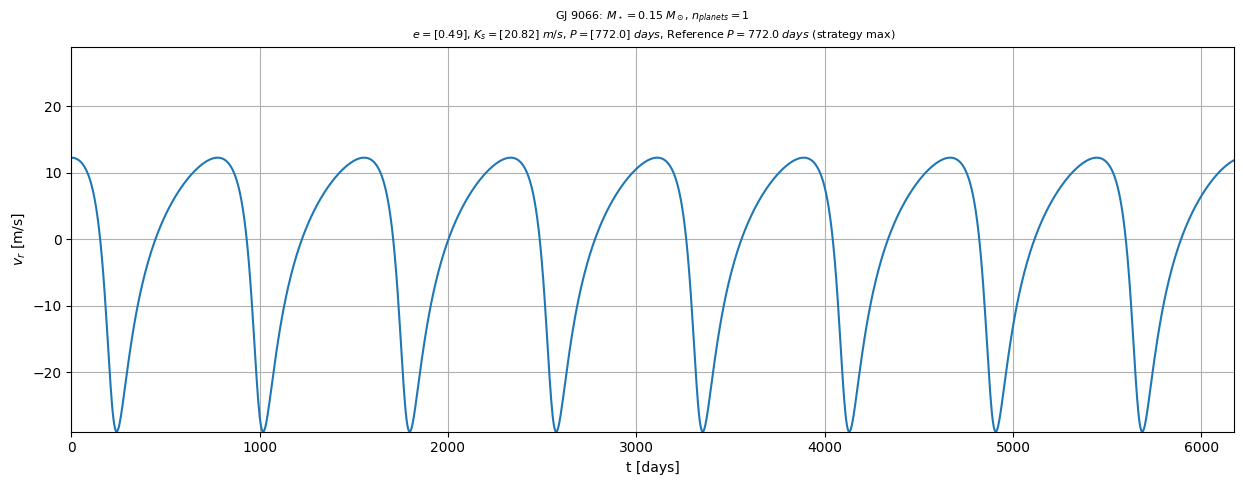 GJ 9066: M⋆ = 0.15 M⊙, n_planets = 1
e = [0.49], Kₛ = [20.82] m/s, P = [772.0] days, Reference P = 772.0 days (strategy max)
20
10
0
−10
−20
vᵣ [m/s]
0 1000 2000 3000 4000 5000 6000
t [days]